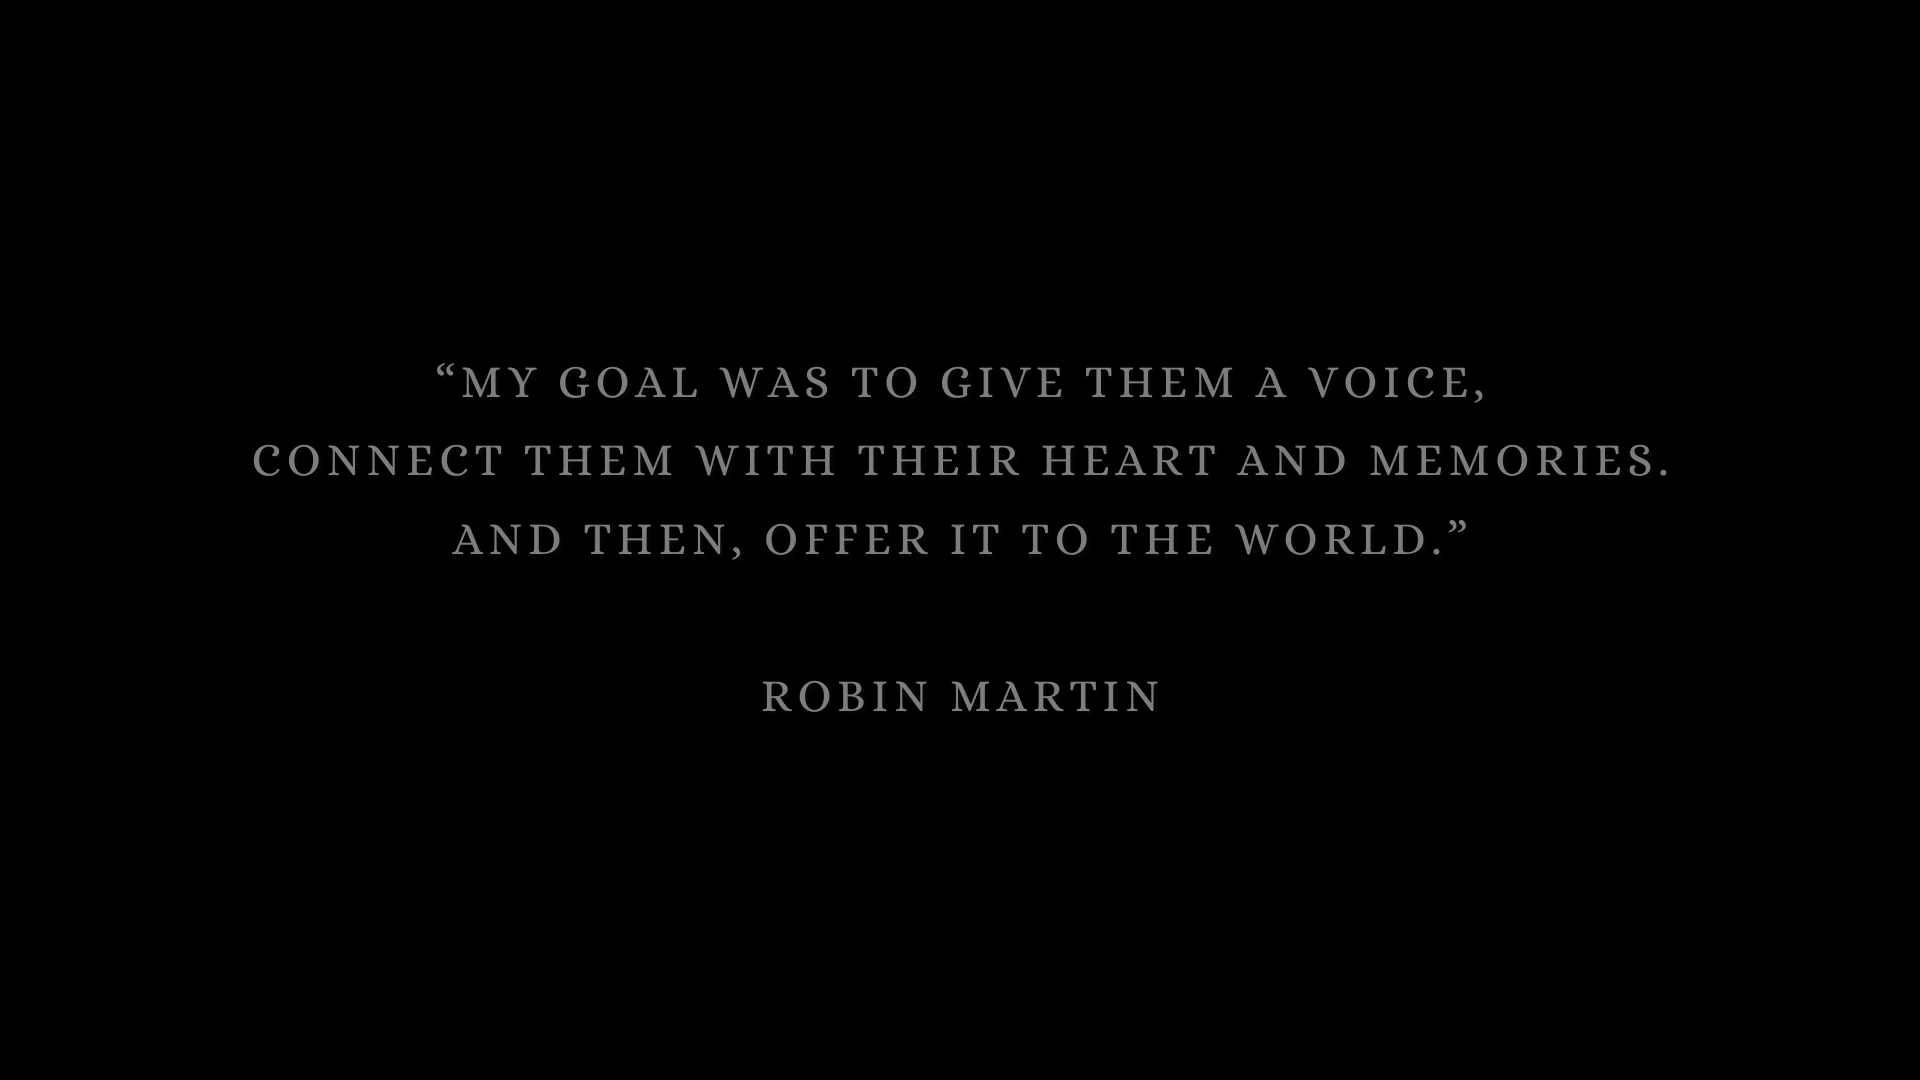 “MY GOAL WAS TO GIVE THEM A VOICE,
CONNECT THEM WITH THEIR HEART AND MEMORIES.
AND THEN, OFFER IT TO THE WORLD.”
ROBIN MARTIN